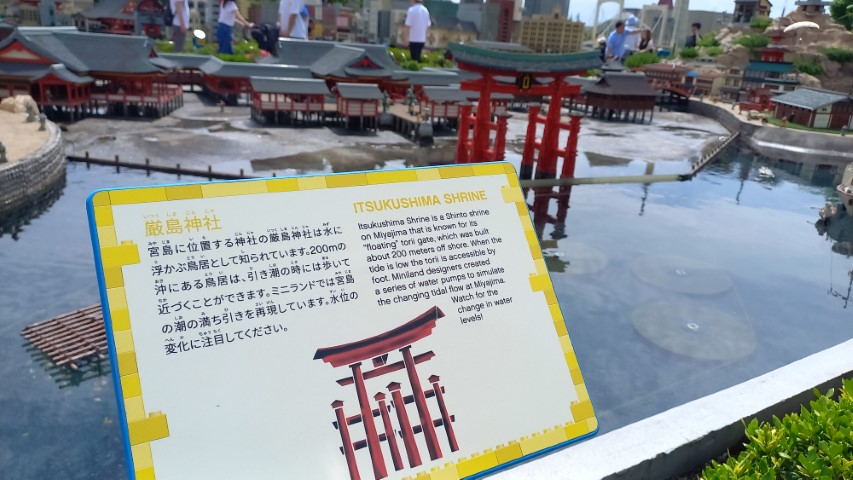 厳島神社
宮島に位置する神社の厳島神社は水に
浮かぶ鳥居として知られています。200mの
沖にある鳥居は、引き潮の時には歩いて
近づくことができます。ミニランドでは宮島
の潮の満ち引きを再現しています。水位の
変化に注目してください。
ITSUKUSHIMA SHRINE
Itsukushima Shrine is a Shinto shrine
on Miyajima that is known for its
"floating" torii gate, which was built
about 200 meters off shore. When the
tide is low the torii is accessible by
foot. Miniland designers created
a series of water pumps to simulate
the changing tidal flow at Miyajima.
Watch for the
change in water
levels!